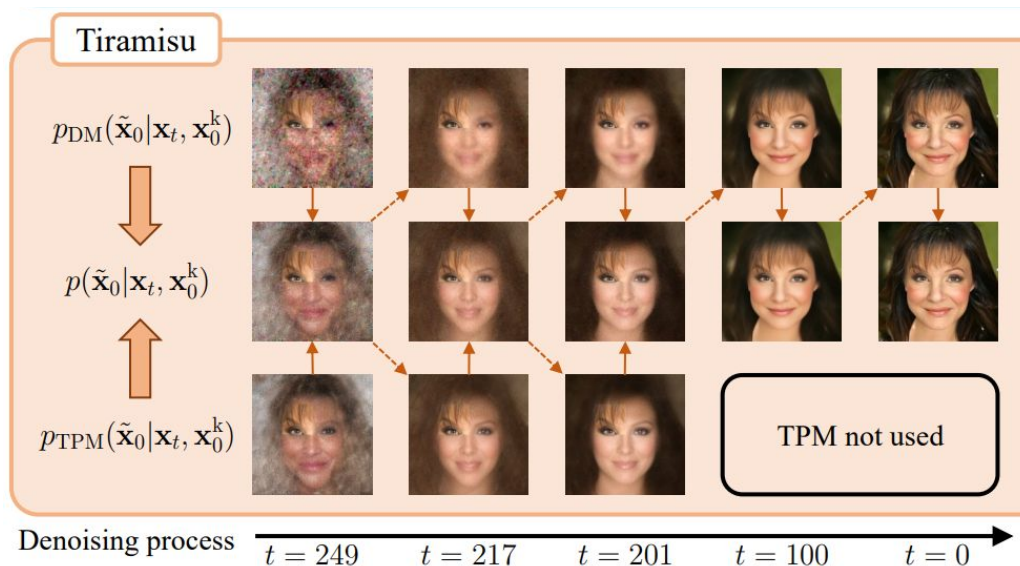 Tiramisu
p_DM(x̃_0|x_t, x_0^k)
p(x̃_0|x_t, x_0^k)
p_TPM(x̃_0|x_t, x_0^k)
TPM not used
Denoising process
t = 249 t = 217 t = 201 t = 100 t = 0